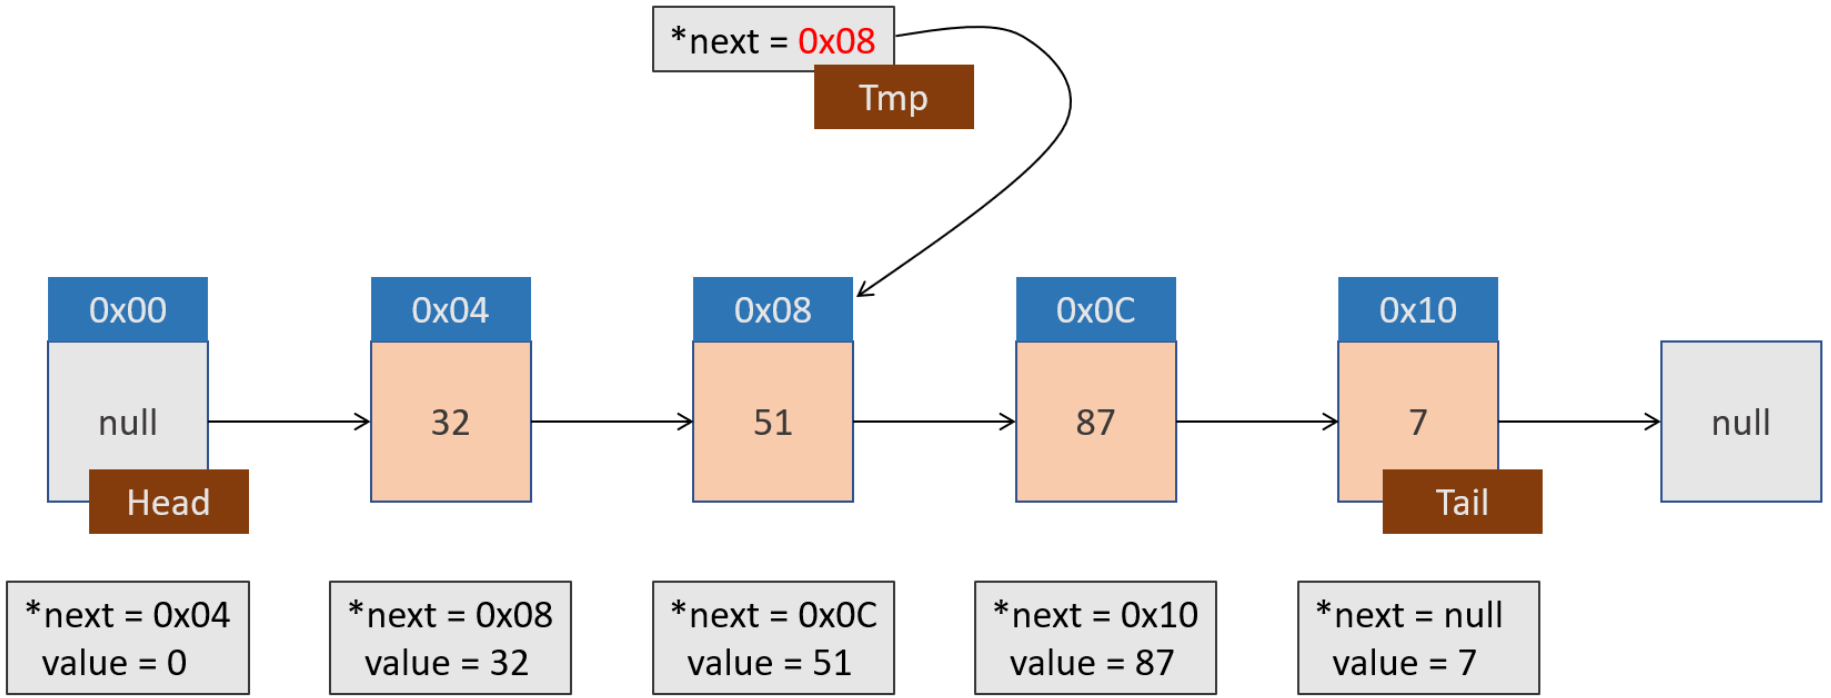 *next = 0x08
Tmp
0x00
0x04
0x08
0x0C
0x10
null
32
51
87
7
null
Head
Tail
*next = 0x04
value = 0
*next = 0x08
value = 32
*next = 0x0C
value = 51
*next = 0x10
value = 87
*next = null
value = 7